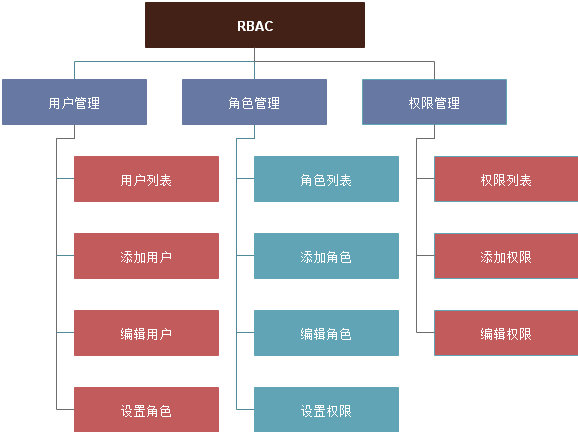 RBAC
用户管理
角色管理
权限管理
用户列表
角色列表
权限列表
添加用户
添加角色
添加权限
编辑用户
编辑角色
编辑权限
设置角色
设置权限